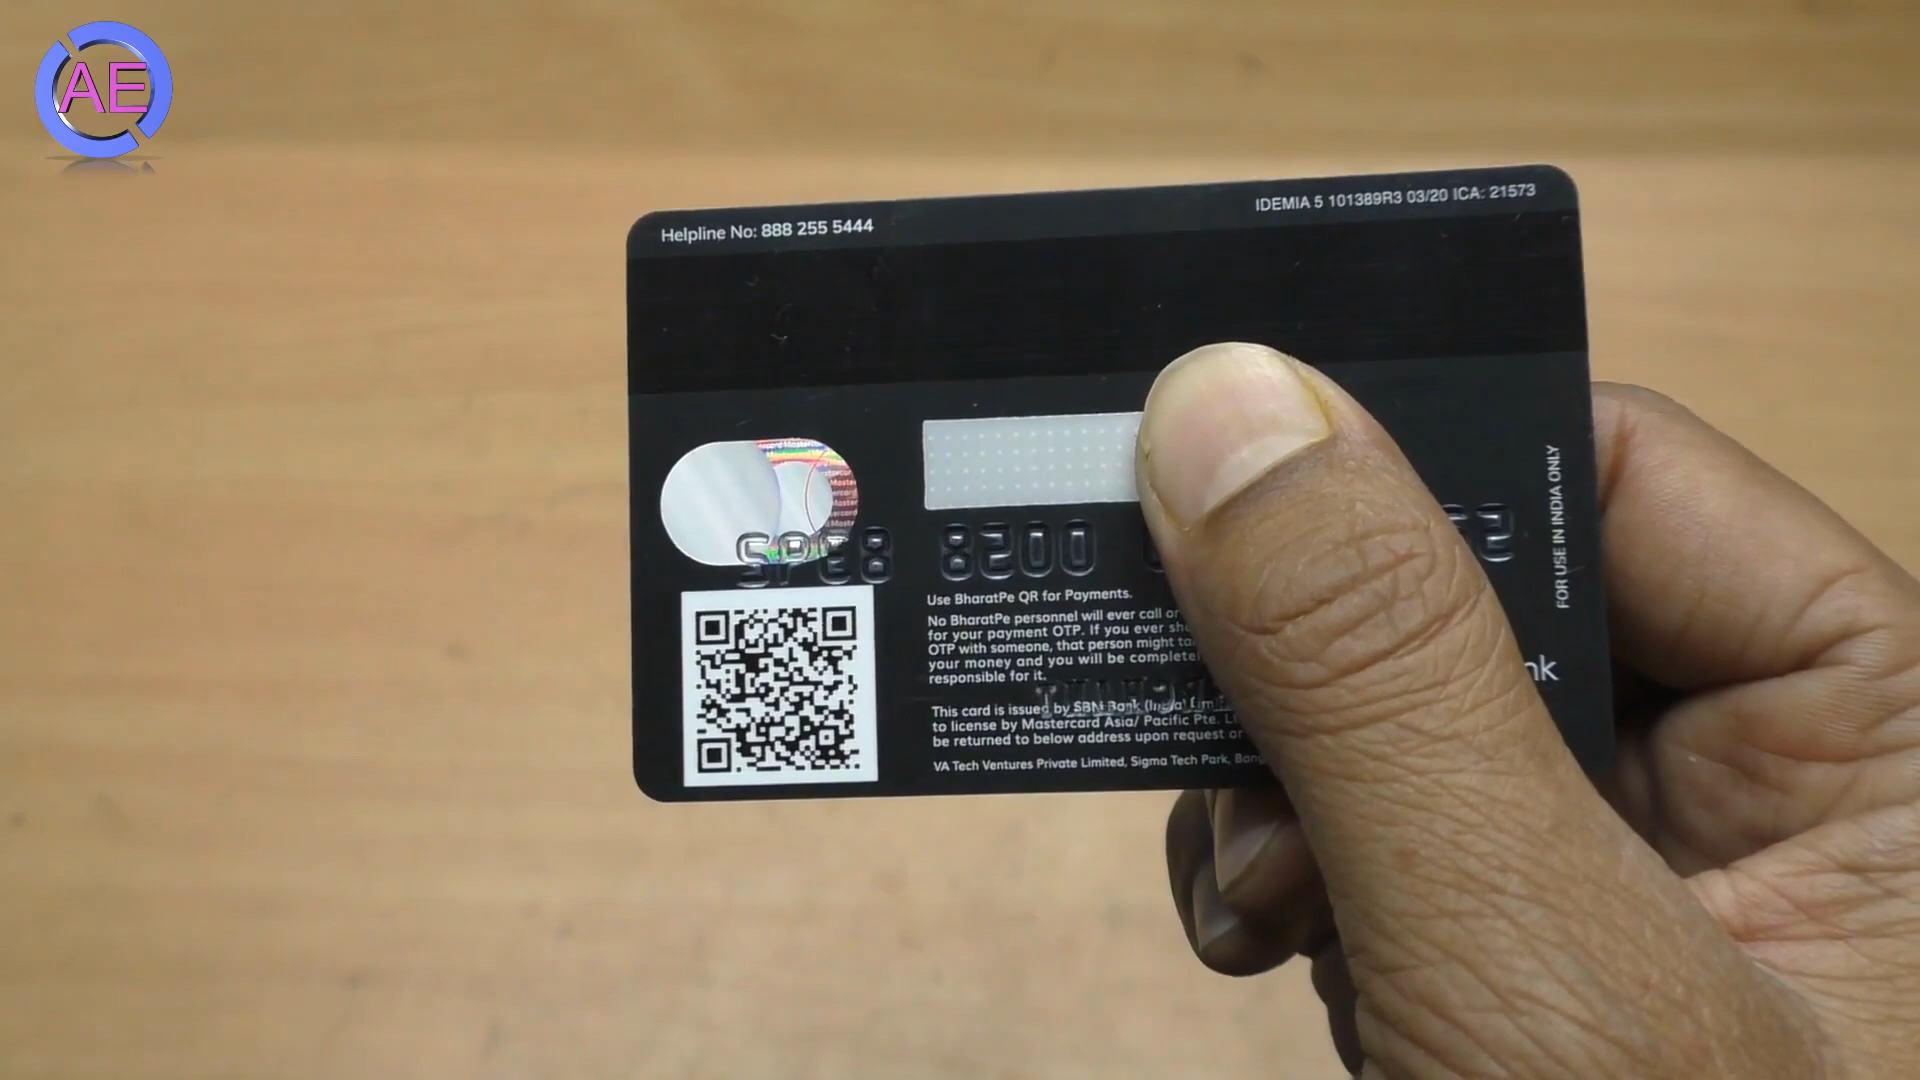 AE
Helpline No: 888 255 5444
IDEMIA 5 101389R3 03/20 ICA: 21573
FOR USE IN INDIA ONLY
Use BharatPe QR for Payments.
No BharatPe personnel will ever call or
for your payment OTP. If you ever
OTP with someone, that person might
your money and you will be
responsible for it.
This card is issued by SBM Bank (India)
to license by Mastercard Asia/ Pacific Pte.
be returned to below address upon request or
VA Tech Ventures Private Limited, Sigma Tech Park,